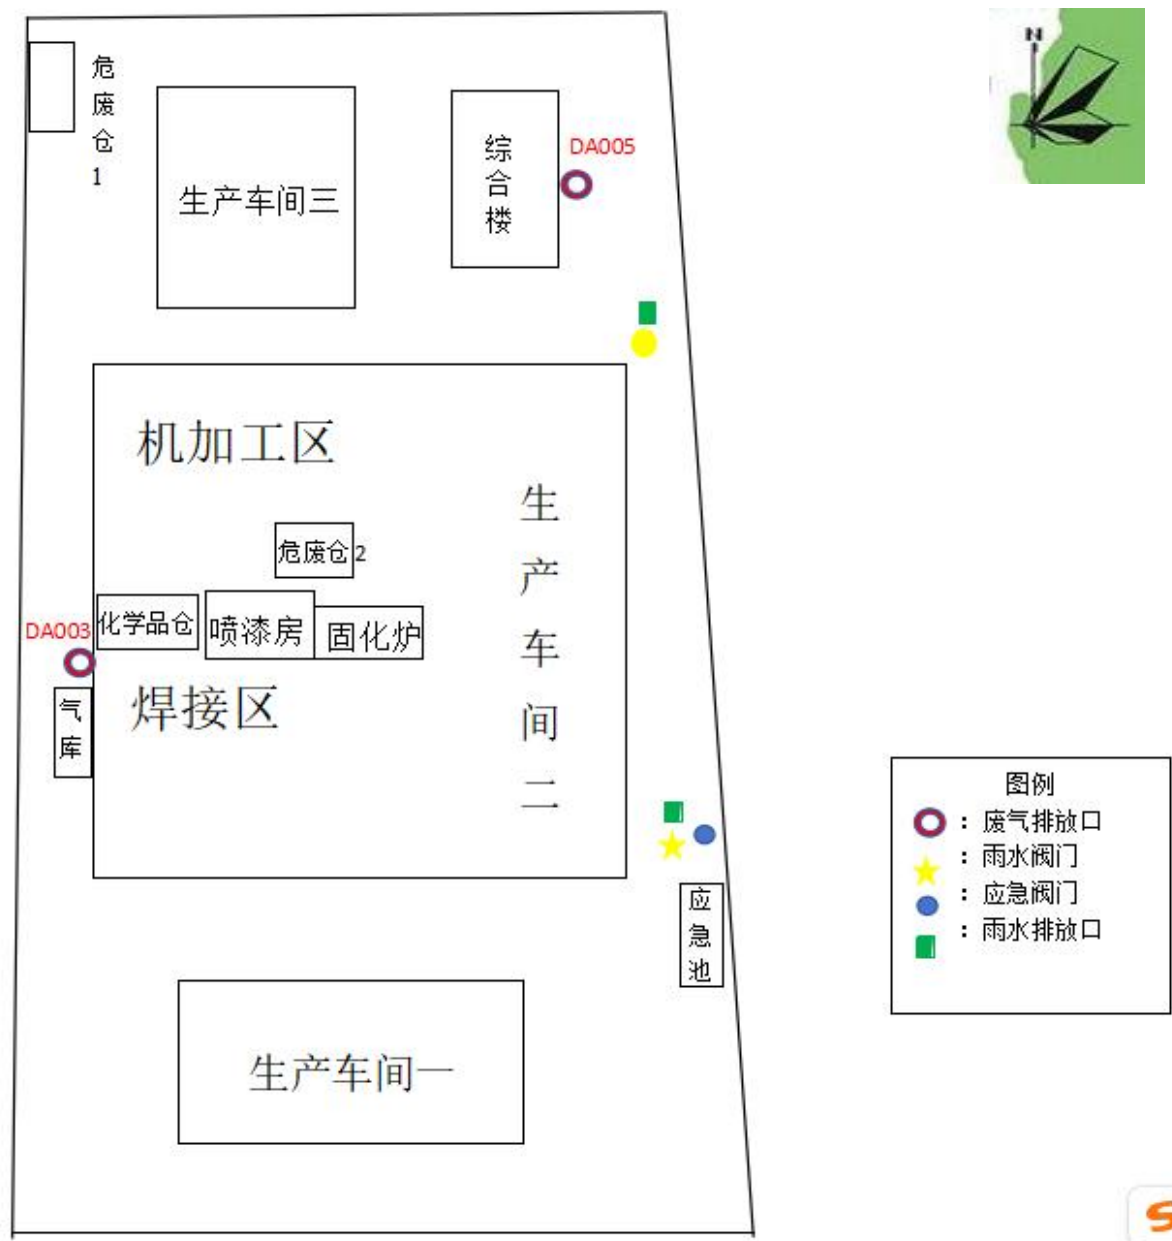 N
危废仓1
生产车间三
综合楼
DA005
机加工区
生产车间二
危废仓2
化学品仓
喷漆房
固化炉
DA003
气库
焊接区
应急池
生产车间一
图例
：废气排放口
：雨水阀门
：应急阀门
：雨水排放口